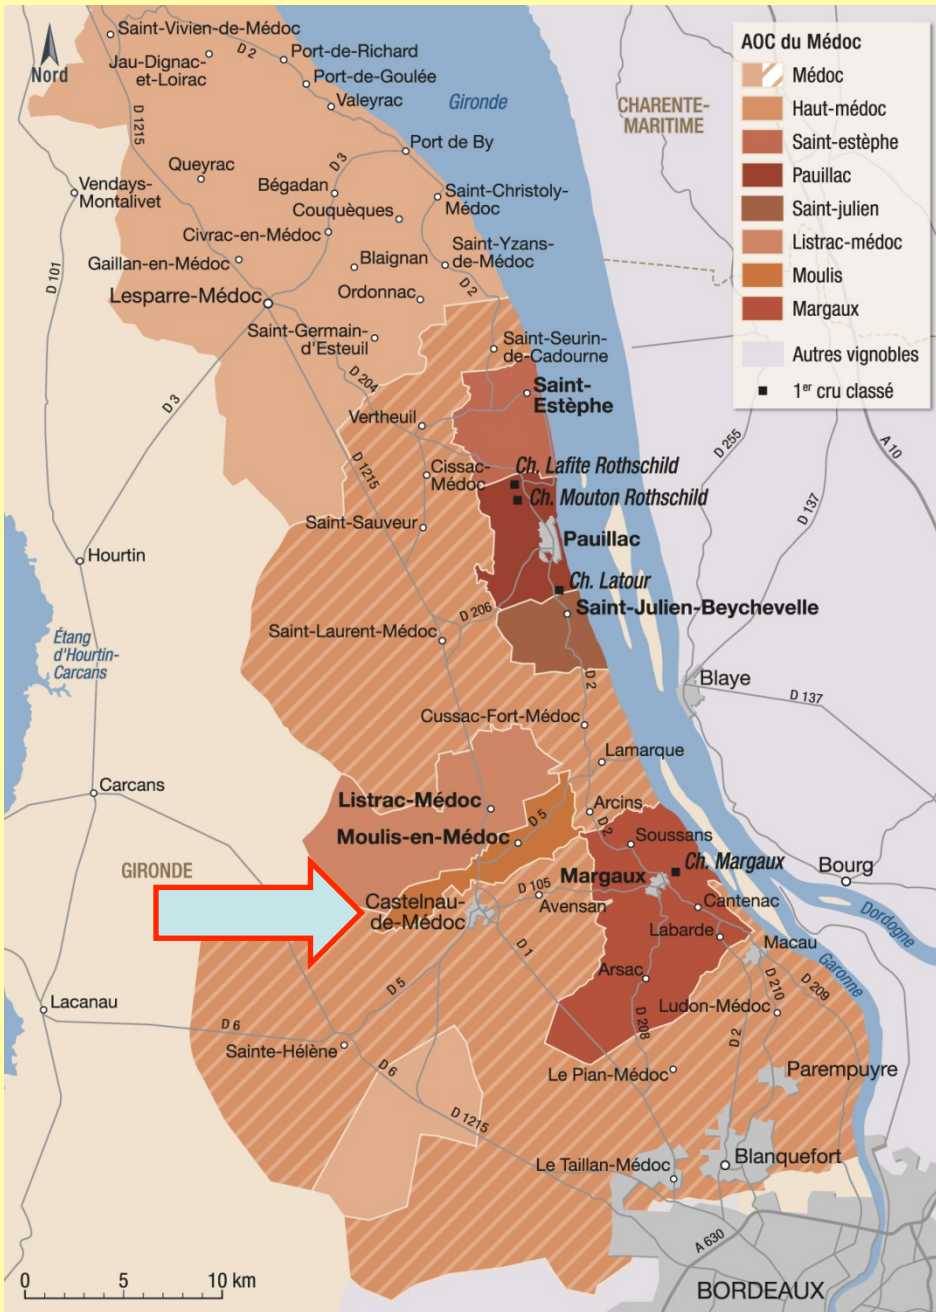 Saint-Vivien-de-Médoc
Nord
Jau-Dignac-
et-Loirac
D 2
Port-de-Richard
Port-de-Goulée
Valeyrac
Gironde
CHARENTE-
MARITIME
AOC du Médoc
Médoc
Haut-médoc
Saint-estèphe
Pauillac
Saint-julien
Listrac-médoc
Moulis
Margaux
Autres vignobles
1er cru classé
D 1215
Port de By
D 3
Queyrac
Vendays-
Montalivet
Bégadan
Saint-Christoly-
Médoc
Couquèques
Civrac-en-Médoc
D 101
Gaillan-en-Médoc
Blaignan
Saint-Yzans-
de-Médoc
D 2
Lesparre-Médoc
Ordonnac
Saint-Germain-
d'Esteuil
Saint-Seurin-
de-Cadourne
D 3
D 204
Saint-
Estèphe
Vertheuil
D 255
A 10
D 1215
Cissac-
Médoc
Ch. Lafite Rothschild
Ch. Mouton Rothschild
D 137
Saint-Sauveur
Pauillac
Hourtin
Ch. Latour
Saint-Julien-Beychevelle
D 206
Saint-Laurent-Médoc
Étang
d'Hourtin-
Carcans
D 2
Blaye
D 137
Cussac-Fort-Médoc
Lamarque
Carcans
Listrac-Médoc
Arcins
D 5
Moulis-en-Médoc
D 2
Soussans
Ch. Margaux
GIRONDE
Margaux
Bourg
D 105
Castelnau-
de-Médoc
Avensan
Cantenac
Dordogne
Labarde
Macau
D 1
Garonne
Arsac
D 5
D 210
D 209
Lacanau
Ludon-Médoc
D 6
D 208
D 2
Sainte-Hélène
D 6
Le Pian-Médoc
Parempuyre
D 1215
Le Taillan-Médoc
Blanquefort
A 630
0 5 10 km
BORDEAUX